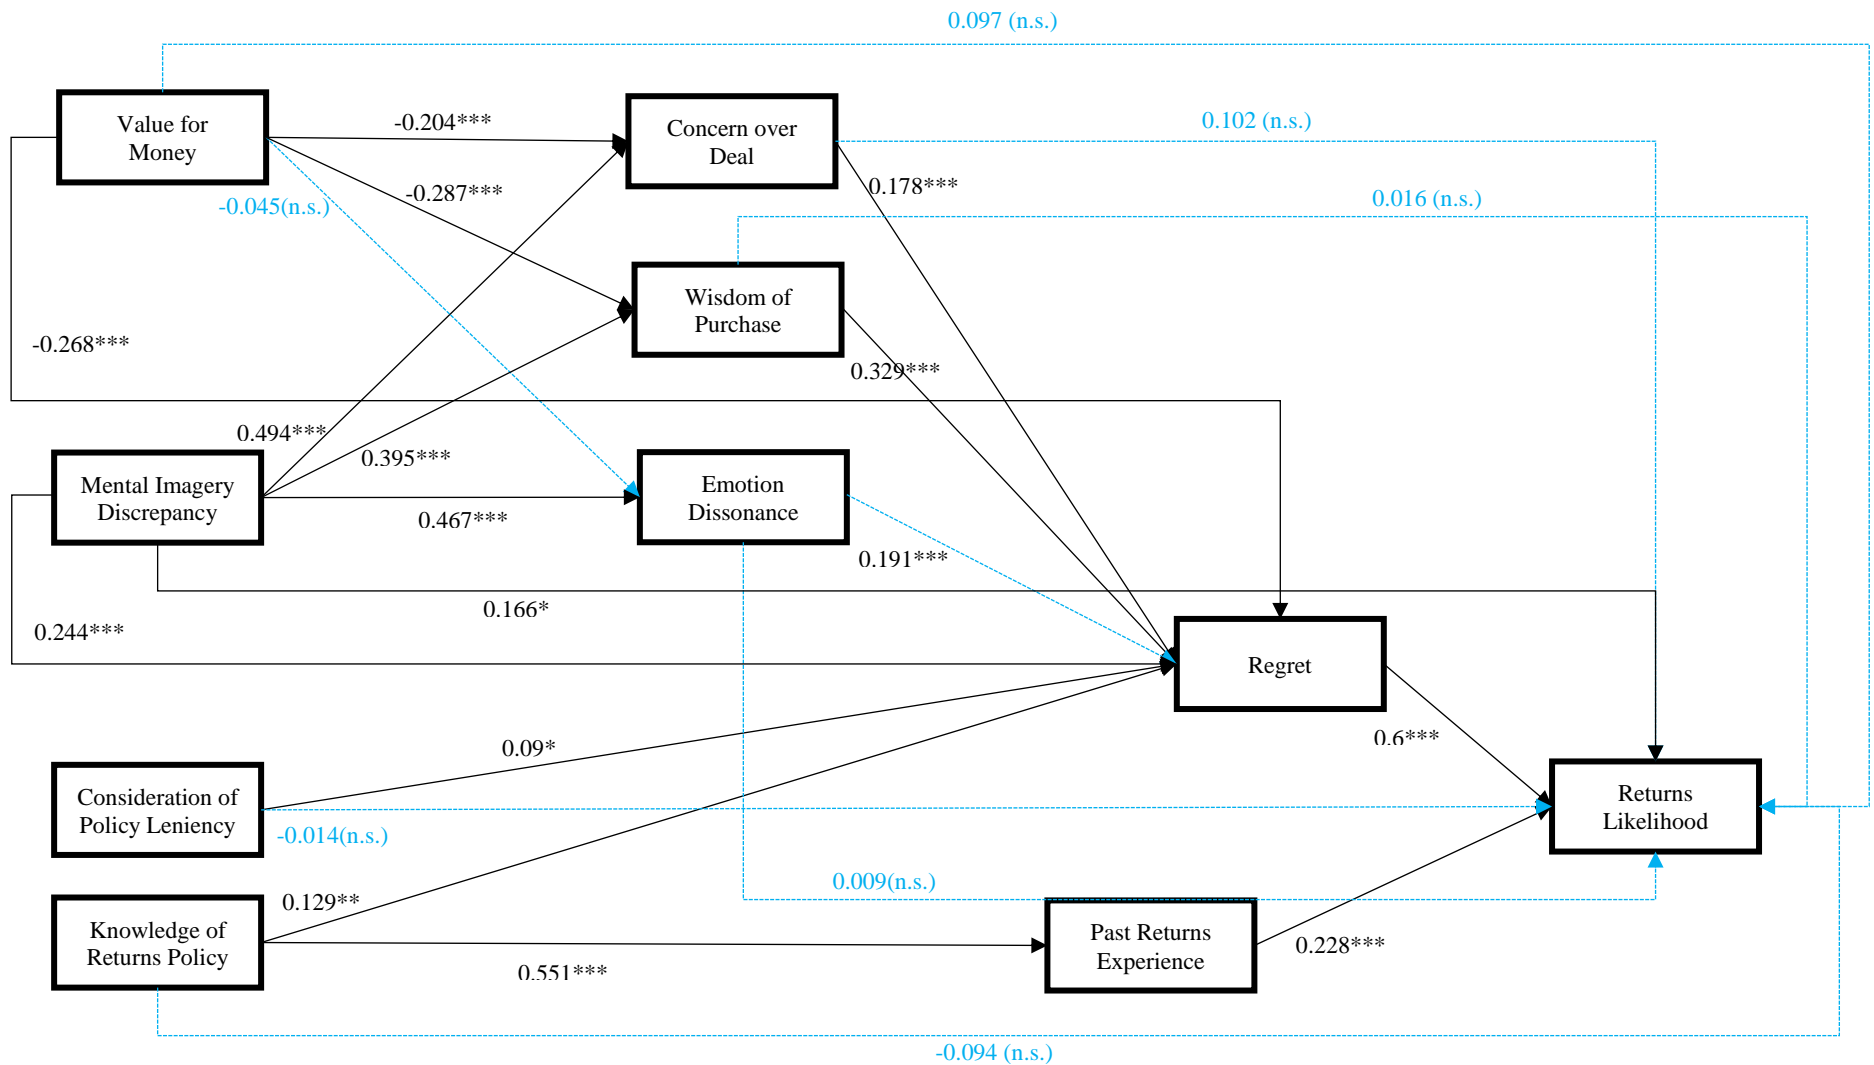 0.097 (n.s.)
Value for
Money
-0.204***
Concern over
Deal
0.102 (n.s.)
-0.287***
-0.045(n.s.)
0.178***
0.016 (n.s.)
Wisdom of
Purchase
-0.268***
0.329***
0.494***
0.395***
Mental Imagery
Discrepancy
0.467***
Emotion
Dissonance
0.191***
0.166*
0.244***
Regret
0.09*
0.6***
Consideration of
Policy Leniency
-0.014(n.s.)
Returns
Likelihood
0.009(n.s.)
0.129**
Knowledge of
Returns Policy
0.551***
Past Returns
Experience
0.228***
-0.094 (n.s.)